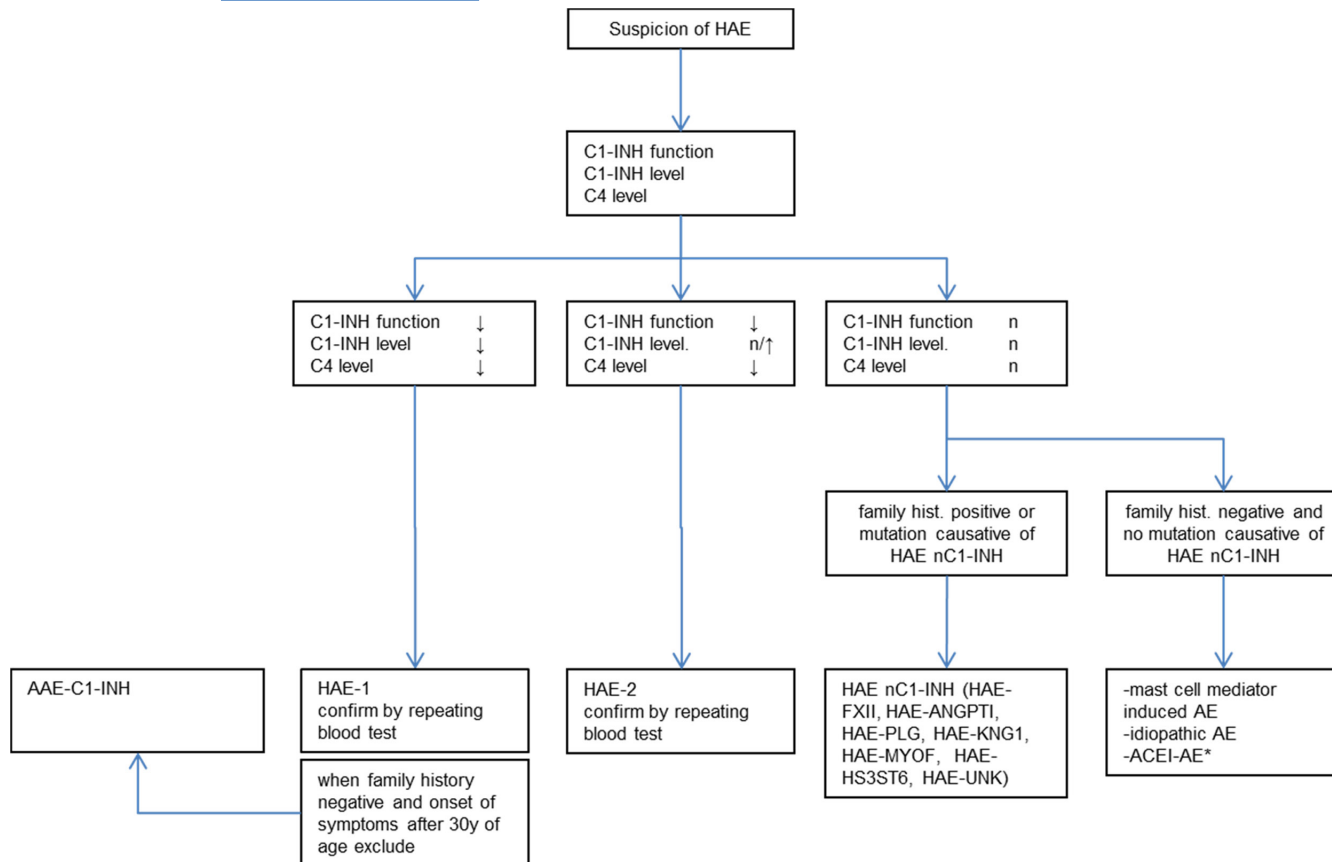 Suspicion of HAE
C1-INH function
C1-INH level
C4 level
C1-INH function ↓
C1-INH level ↓
C4 level ↓
C1-INH function ↓
C1-INH level. n/↑
C4 level ↓
C1-INH function n
C1-INH level. n
C4 level n
family hist. positive or
mutation causative of
HAE nC1-INH
family hist. negative and
no mutation causative of
HAE nC1-INH
AAE-C1-INH
HAE-1
confirm by repeating
blood test
HAE-2
confirm by repeating
blood test
HAE nC1-INH (HAE-
FXII, HAE-ANGPTI,
HAE-PLG, HAE-KNG1,
HAE-MYOF, HAE-
HS3ST6, HAE-UNK)
-mast cell mediator
induced AE
-idiopathic AE
-ACEI-AE*
when family history
negative and onset of
symptoms after 30y of
age exclude